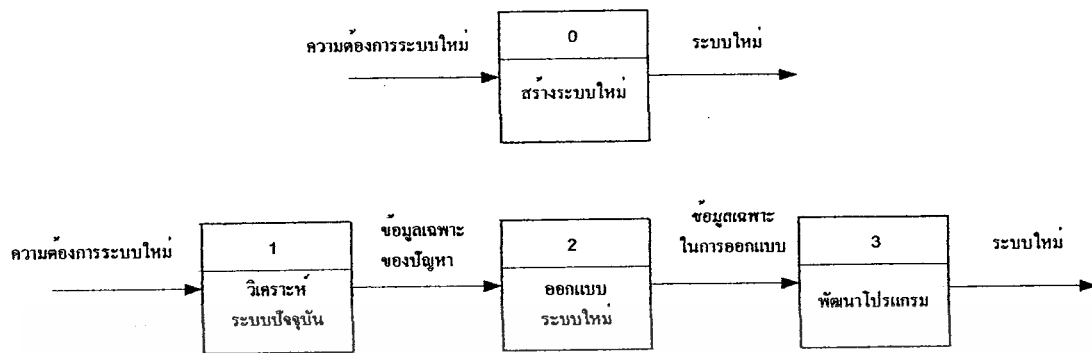 ความต้องการระบบใหม่
0
ระบบใหม่
สร้างระบบใหม่
ความต้องการระบบใหม่
1
วิเคราะห์
ระบบปัจจุบัน
ข้อมูลเฉพาะ
ของปัญหา
2
ออกแบบ
ระบบใหม่
ข้อมูลเฉพาะ
ในการออกแบบ
3
พัฒนาโปรแกรม
ระบบใหม่